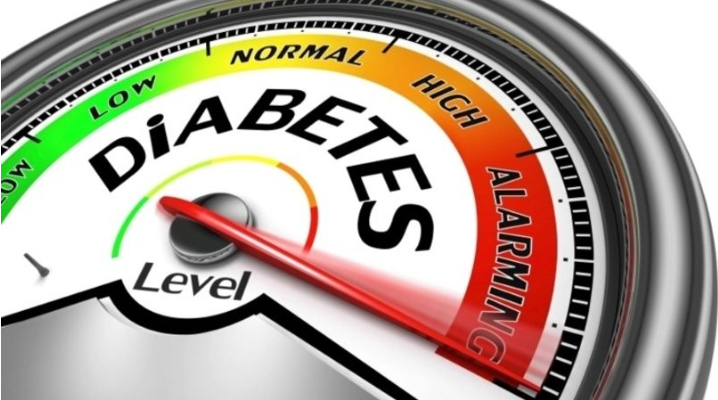 LOW
NORMAL
HIGH
ALARMING
DiABETES
Level